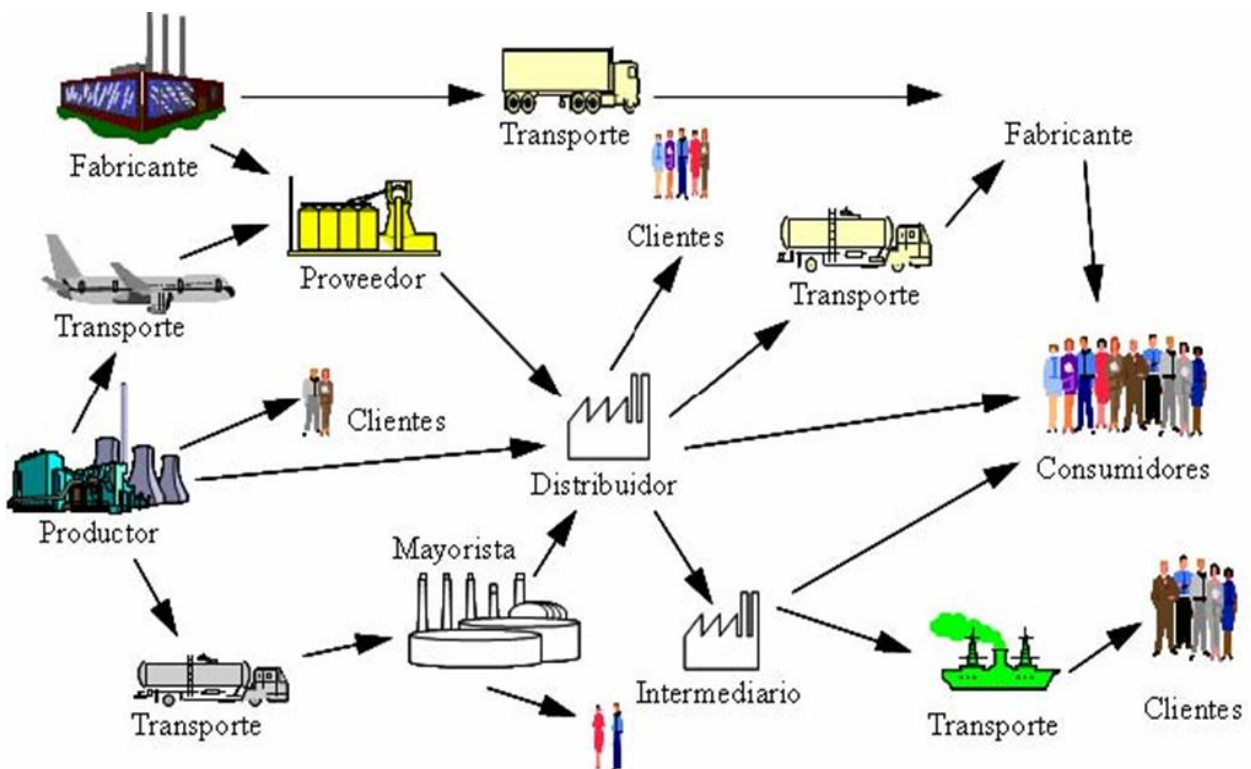 Transporte
Fabricante
Fabricante
Clientes
Proveedor
Transporte
Transporte
Clientes
Consumidores
Distribuidor
Productor
Mayorista
Intermediario
Transporte
Transporte
Clientes